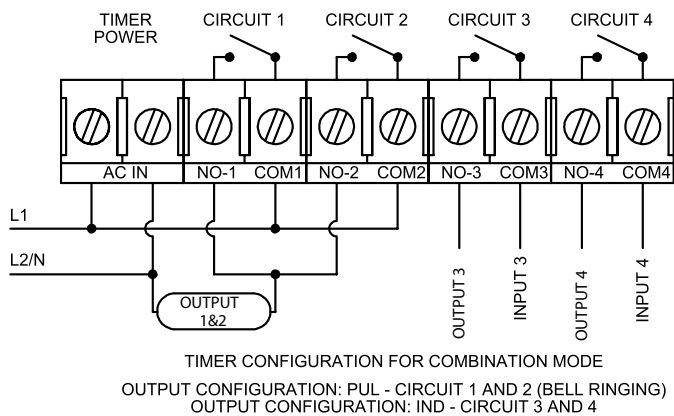 TIMER POWER
CIRCUIT 1
CIRCUIT 2
CIRCUIT 3
CIRCUIT 4
AC IN
NO-1
COM1
NO-2
COM2
NO-3
COM3
NO-4
COM4
L1
L2/N
OUTPUT
1&2
OUTPUT 3
INPUT 3
OUTPUT 4
INPUT 4
TIMER CONFIGURATION FOR COMBINATION MODE
OUTPUT CONFIGURATION: PUL - CIRCUIT 1 AND 2 (BELL RINGING)
OUTPUT CONFIGURATION: IND - CIRCUIT 3 AND 4